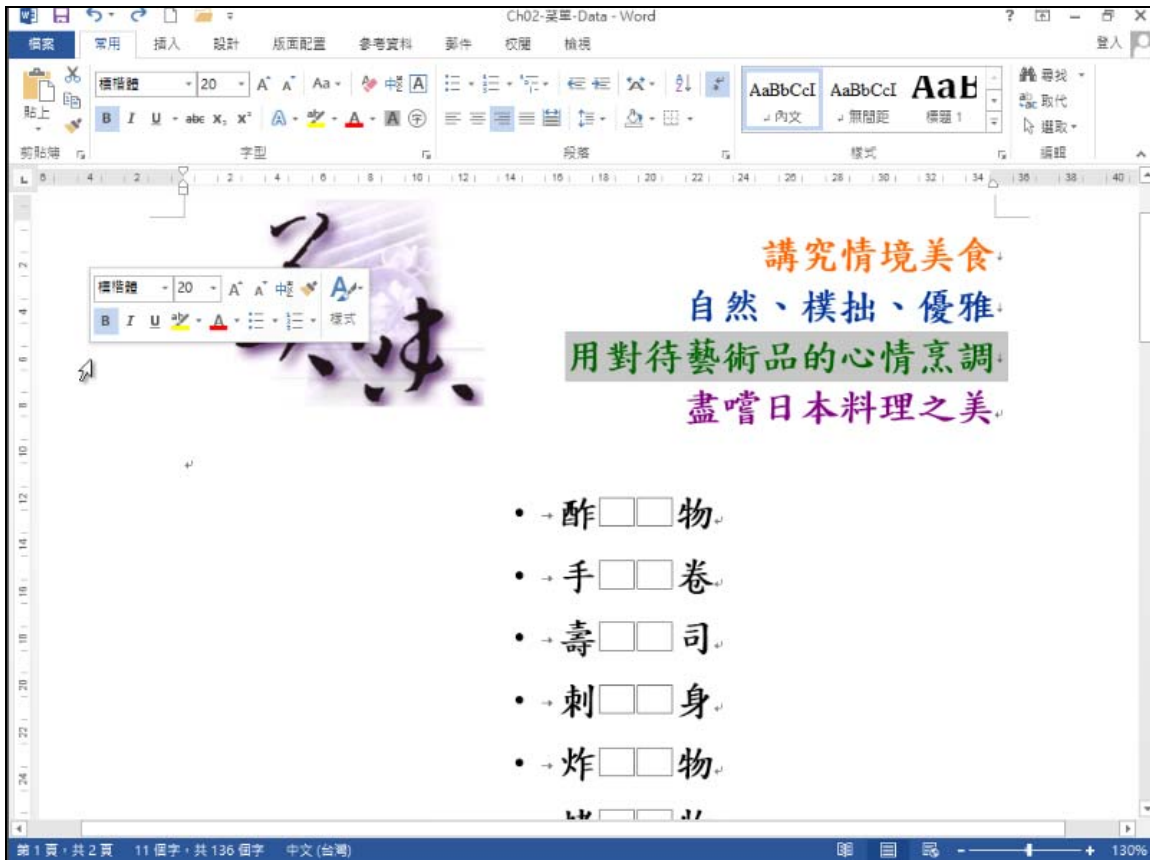 Ch02-菜單-Data - Word
檔案 常用 插入 設計 版面配置 參考資料 郵件 校閱 檢視 登入
貼上
標楷體 20
AaBbCcI AaBbCcI
內文 無間距 標題 1
尋找
取代
選取
剪貼簿 字型 段落 樣式 編輯
美味
講究情境美食
自然、樸拙、優雅
用對待藝術品的心情烹調
盡嚐日本料理之美
標楷體 20
樣式
• 酢 物
• 手 卷
• 壽 司
• 刺 身
• 炸 物
第 1 頁，共 2 頁 11 個字，共 136 個字 中文 (台灣) 130%